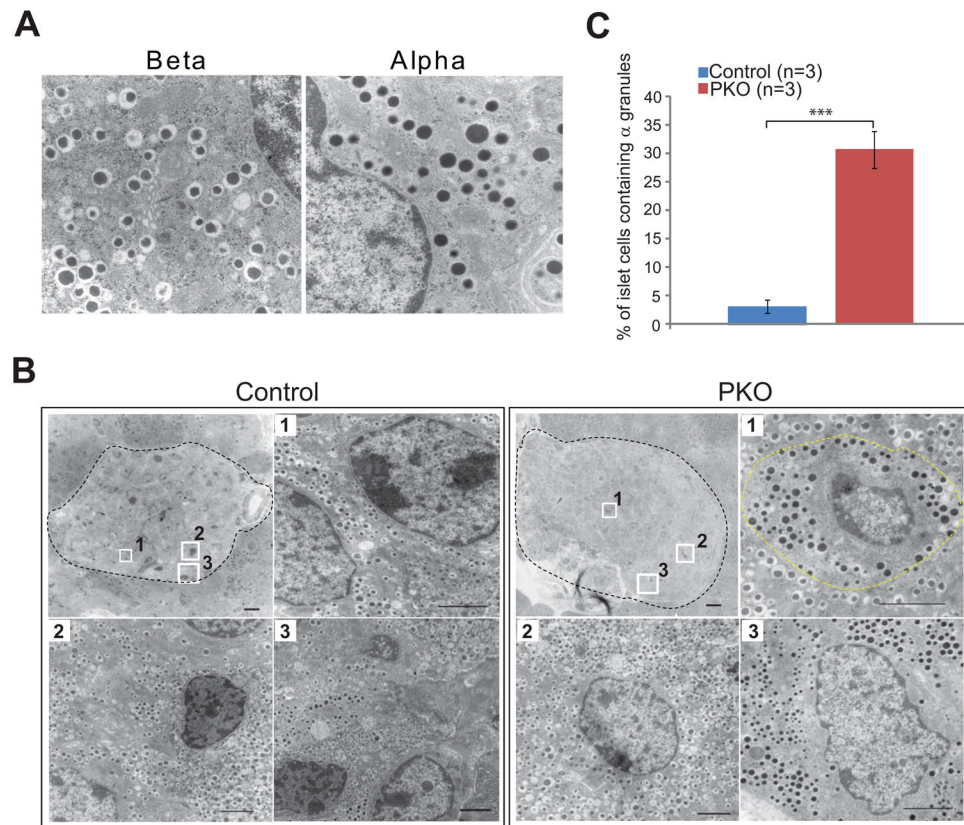 A
Beta
Alpha
C
Control (n=3)
PKO (n=3)
% of islet cells containing α granules
40
35
30
25
20
15
10
5
0
***
B
Control
PKO
1
2
3
1
2
3
1
2
3
1
2
3